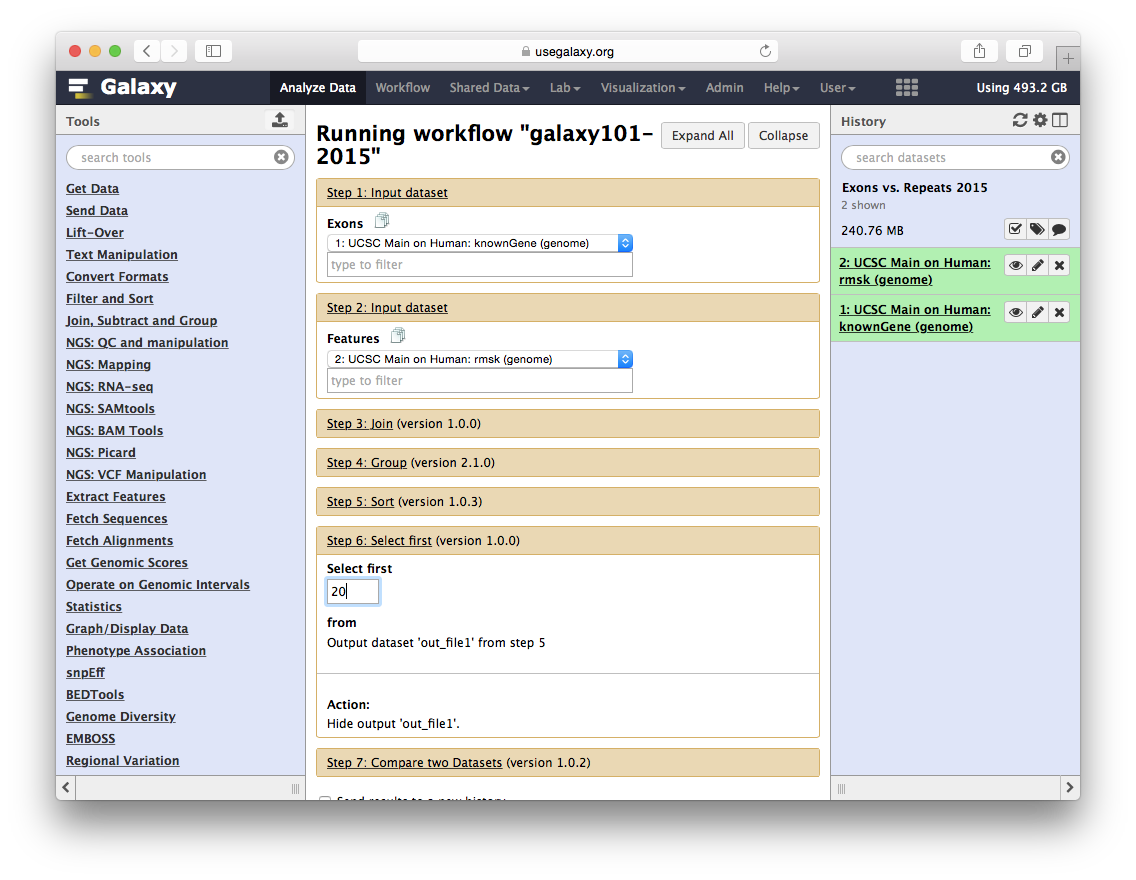 usegalaxy.org
Galaxy
Analyze Data
Workflow
Shared Data
Lab
Visualization
Admin
Help
User
Using 493.2 GB
Tools
search tools
Get Data
Send Data
Lift-Over
Text Manipulation
Convert Formats
Filter and Sort
Join, Subtract and Group
NGS: QC and manipulation
NGS: Mapping
NGS: RNA-seq
NGS: SAMtools
NGS: BAM Tools
NGS: Picard
NGS: VCF Manipulation
Extract Features
Fetch Sequences
Fetch Alignments
Get Genomic Scores
Operate on Genomic Intervals
Statistics
Graph/Display Data
Phenotype Association
snpEff
BEDTools
Genome Diversity
EMBOSS
Regional Variation
Running workflow "galaxy101-
2015"
Expand All
Collapse
Step 1: Input dataset
Exons
1: UCSC Main on Human: knownGene (genome)
type to filter
Step 2: Input dataset
Features
2: UCSC Main on Human: rmsk (genome)
type to filter
Step 3: Join (version 1.0.0)
Step 4: Group (version 2.1.0)
Step 5: Sort (version 1.0.3)
Step 6: Select first (version 1.0.0)
Select first
20
from
Output dataset 'out_file1' from step 5
Action:
Hide output 'out_file1'.
Step 7: Compare two Datasets (version 1.0.2)
Send results to a new history
History
search datasets
Exons vs. Repeats 2015
2 shown
240.76 MB
2: UCSC Main on Human:
rmsk (genome)
1: UCSC Main on Human:
knownGene (genome)